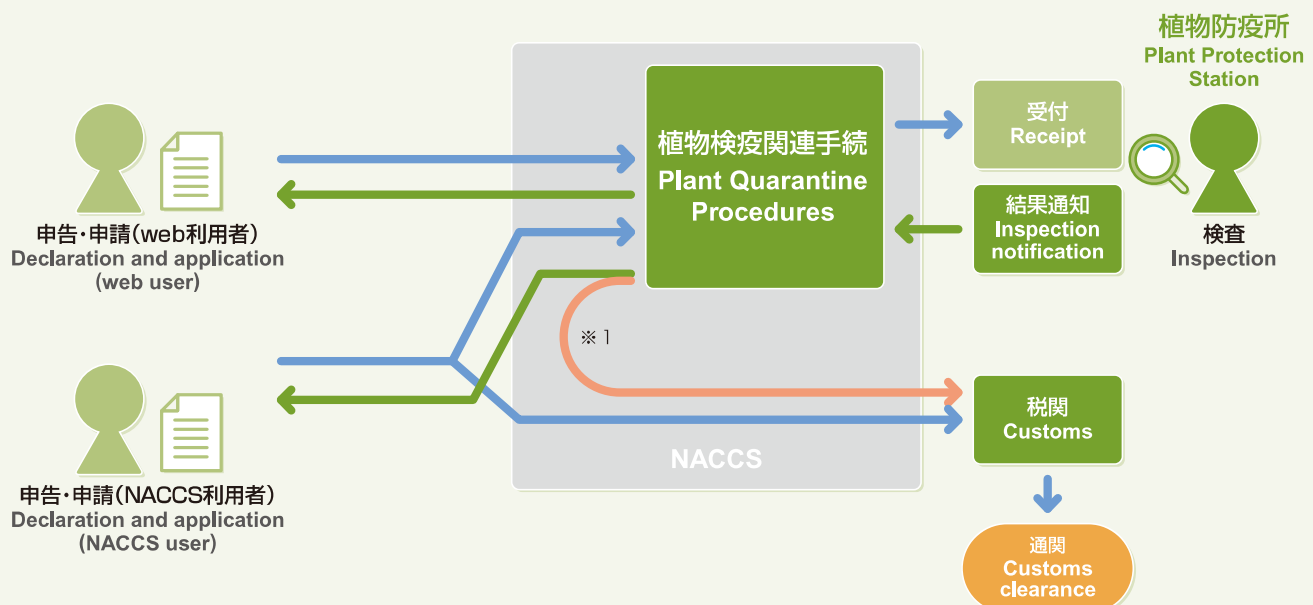 植物防疫所
Plant Protection
Station
受付
Receipt
植物検疫関連手続
Plant Quarantine
Procedures
結果通知
Inspection
notification
検査
Inspection
申告・申請(web利用者)
Declaration and application
(web user)
※1
税関
Customs
NACCS
申告・申請(NACCS利用者)
Declaration and application
(NACCS user)
通関
Customs
clearance